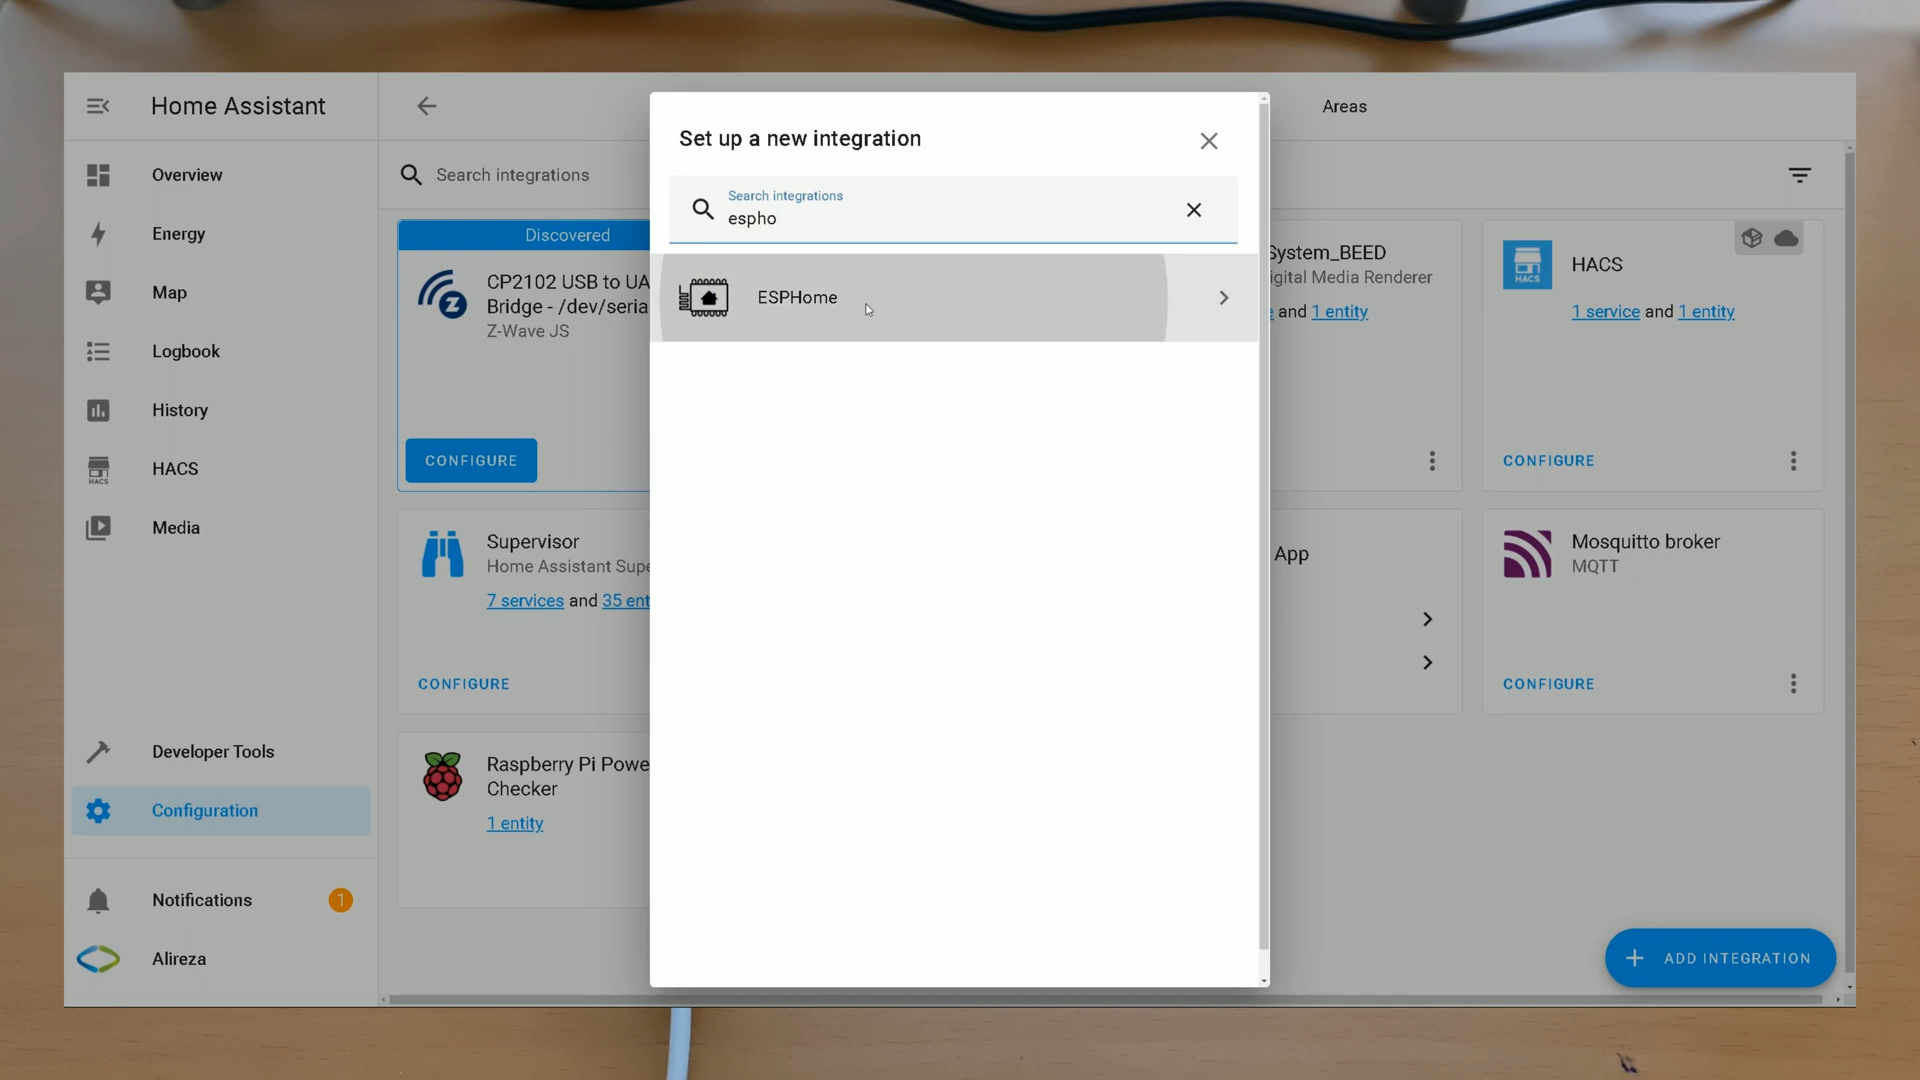 Home Assistant
Areas
Overview
Energy
Map
Logbook
History
HACS
HACS
Media
Developer Tools
Configuration
Notifications
1
Alireza
Search integrations
Discovered
CP2102 USB to UA
Bridge - /dev/seria
Z-Wave JS
CONFIGURE
Supervisor
Home Assistant Supe
7 services and 35 ent
CONFIGURE
Raspberry Pi Powe
Checker
1 entity
Set up a new integration
Search integrations
espho
ESPHome
System_BEED
igital Media Renderer
and 1 entity
App
HACS
HACS
1 service and 1 entity
CONFIGURE
Mosquitto broker
MQTT
CONFIGURE
ADD INTEGRATION